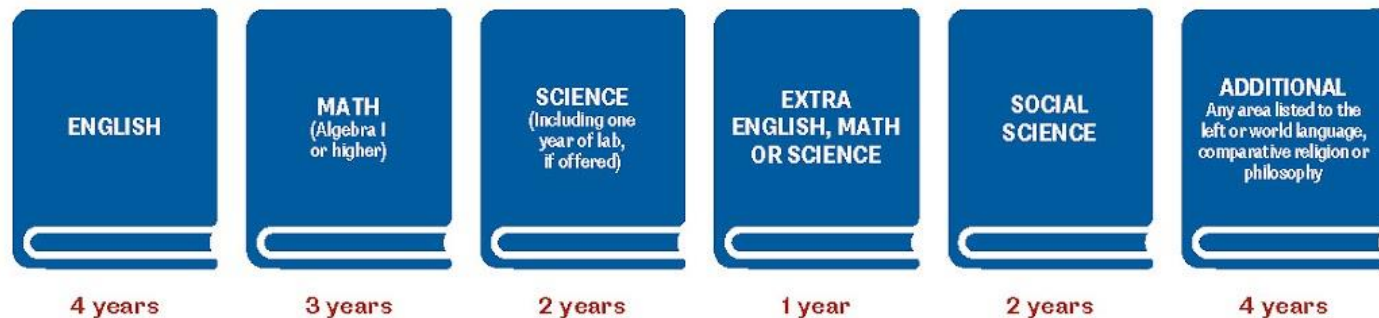 ENGLISH
MATH
(Algebra I
or higher)
SCIENCE
(Including one
year of lab,
if offered)
EXTRA
ENGLISH, MATH
OR SCIENCE
SOCIAL
SCIENCE
ADDITIONAL
Any area listed to the
left or world language,
comparative religion or
philosophy
4 years
3 years
2 years
1 year
2 years
4 years